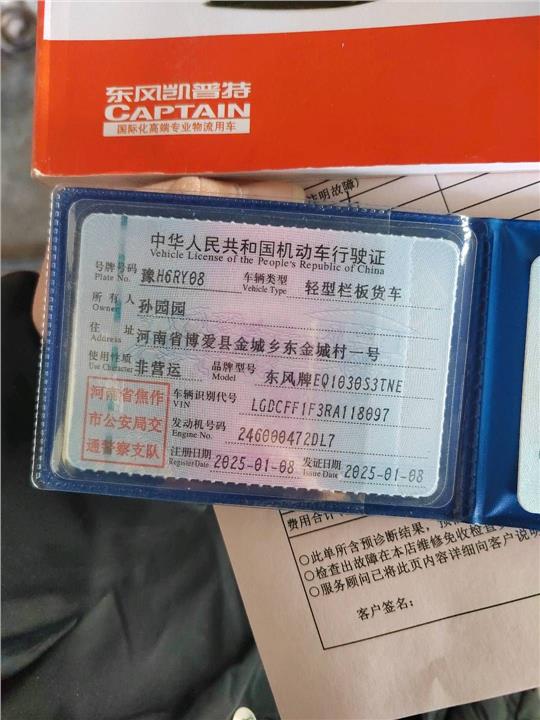 东风凯普特
CAPTAIN
国际化高端专业物流用车
注明故障)
中华人民共和国机动车行驶证
Vehicle License of the People's Republic of China
号牌号码 Plate No. 豫H6RY08 车辆类型 Vehicle Type 轻型栏板货车
所有人 Owner 孙园园
住址 Address 河南省博爱县金城乡东金城村一号
使用性质 Use Character 非营运 品牌型号 Model 东风牌EQ1030S3TNE
河南省焦作
市公安局交
通警察支队
车辆识别代号 VIN LGDCFF1F3RA118097
发动机号码 Engine No. 246000472DL7
注册日期 Register Date 2025-01-08 发证日期 Issue Date 2025-01-08
费用合计
○此单所含预诊断结果,
○检查出故障在本店维修免收检查
○服务顾问已将此页内容详细向客户说明
客户签名: